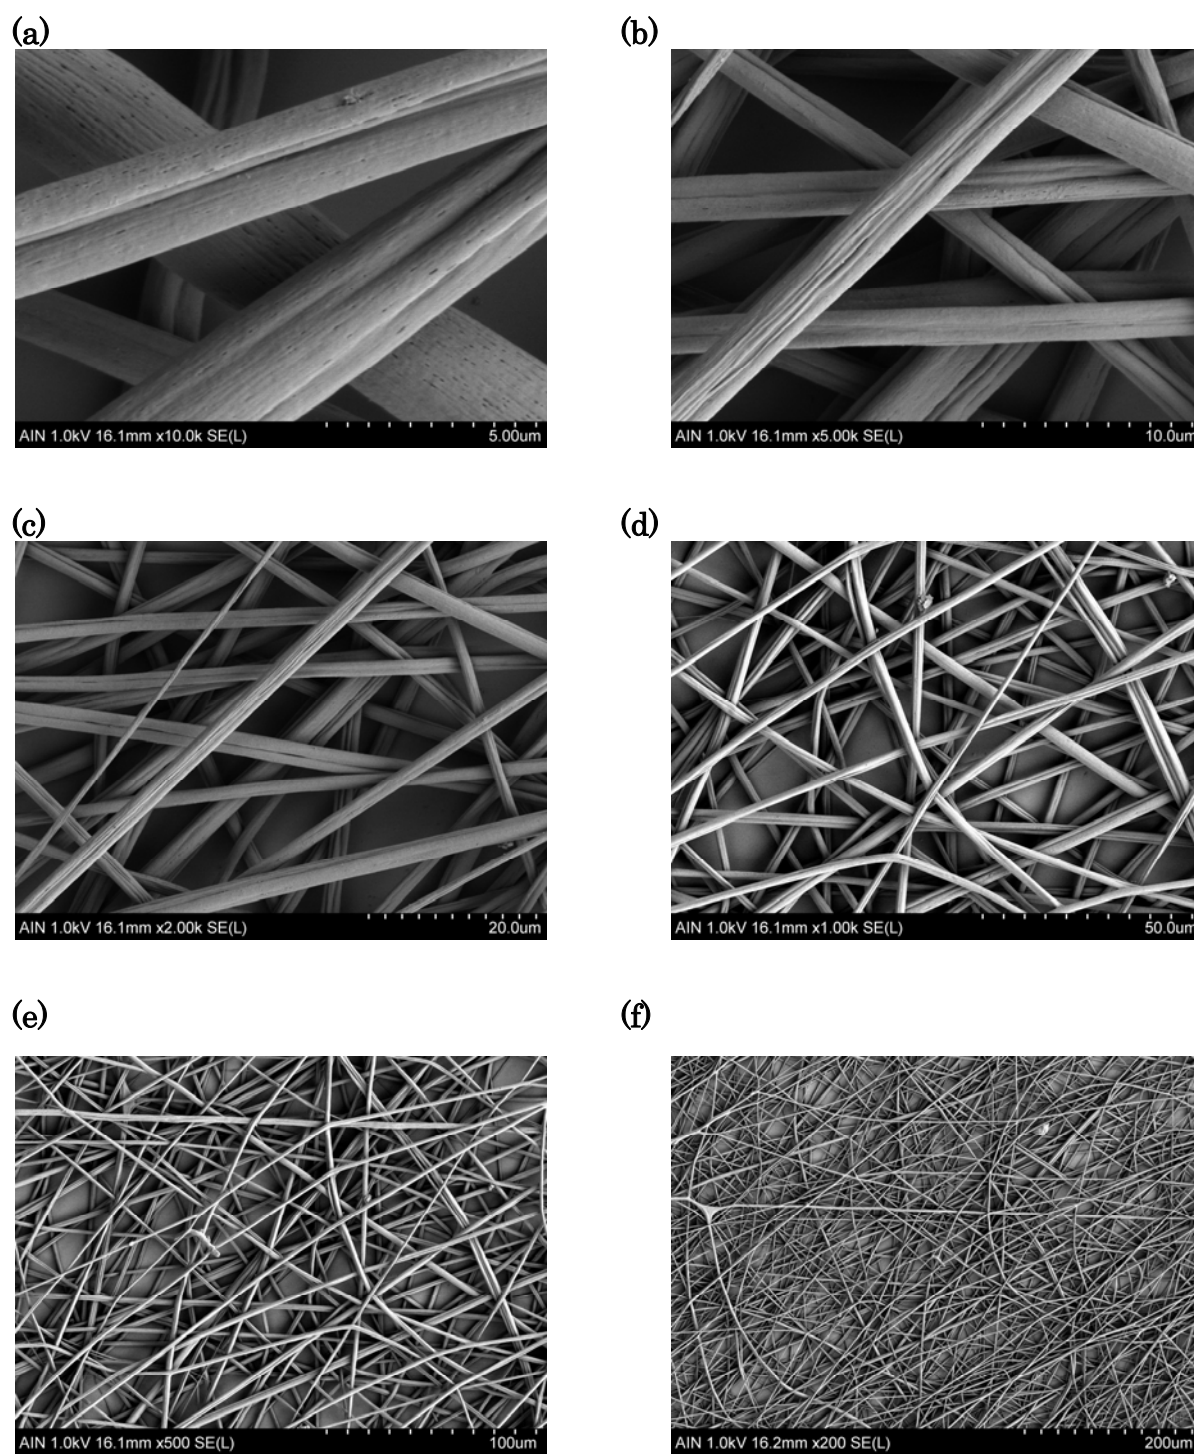 (a)
(b)
AIN 1.0kV 16.1mm x10.0k SE(L) 5.00um
AIN 1.0kV 16.1mm x5.00k SE(L) 10.0um
(c)
(d)
AIN 1.0kV 16.1mm x2.00k SE(L) 20.0um
AIN 1.0kV 16.1mm x1.00k SE(L) 50.0um
(e)
(f)
AIN 1.0kV 16.1mm x500 SE(L) 100um
AIN 1.0kV 16.2mm x200 SE(L) 200um